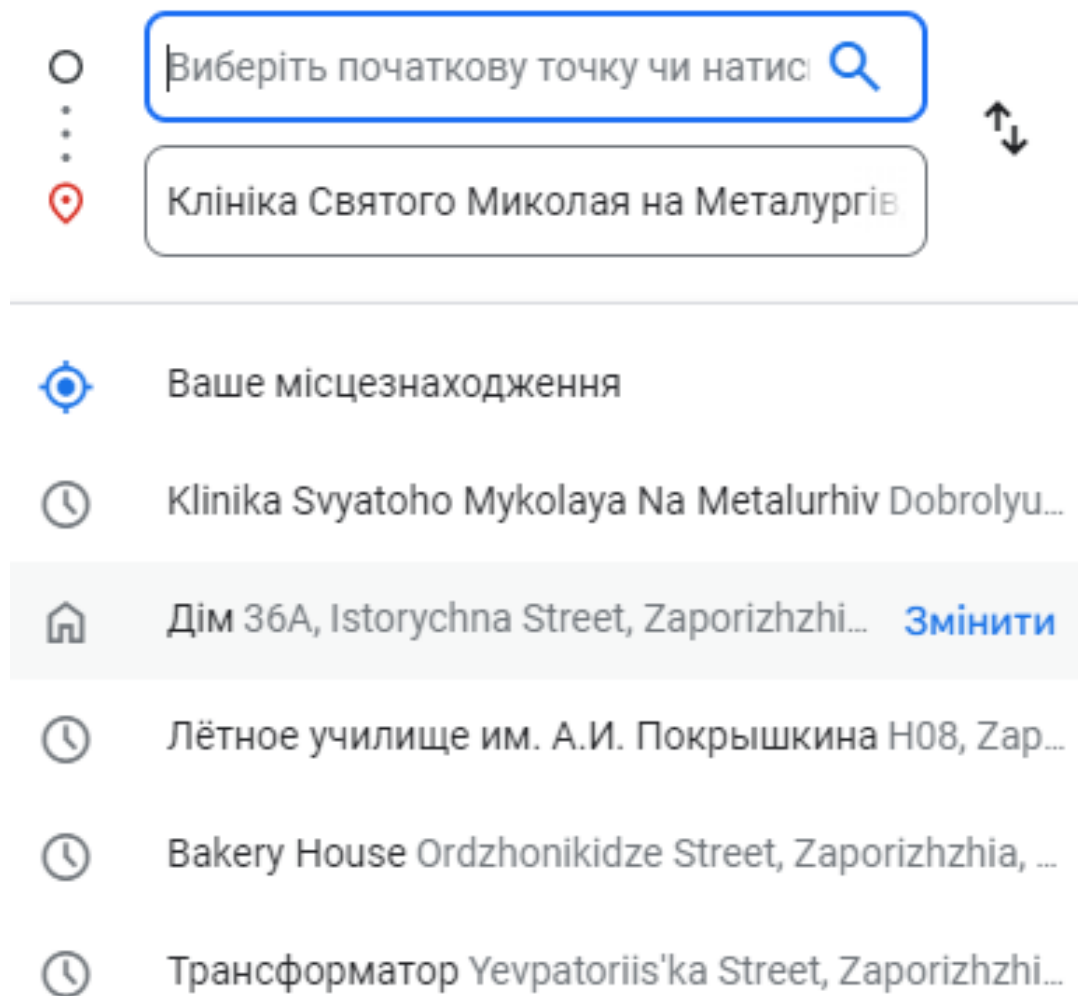 Виберіть початкову точку чи натис
Клініка Святого Миколая на Металургів
Ваше місцезнаходження
Klinika Svyatoho Mykolaya Na Metalurhiv Dobrolyu...
Дім 36A, Istorychna Street, Zaporizhzhi... Змінити
Лётное училище им. А.И. Покрышкина H08, Zap...
Bakery House Ordzhonikidze Street, Zaporizhzhia, ...
Трансформатор Yevpatoriis'ka Street, Zaporizhzhi...